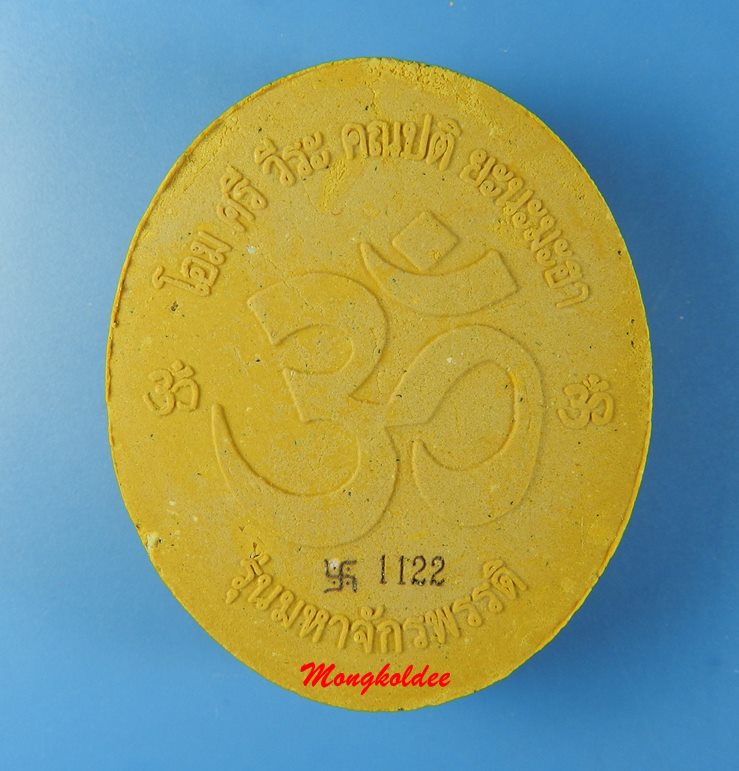 โอม ศรี วีระ คณปติ ยะนะมะฮา
ॐ ॐ ॐ
卐 1122
รุ่นมหาจักรพรรดิ
Mongkoldee